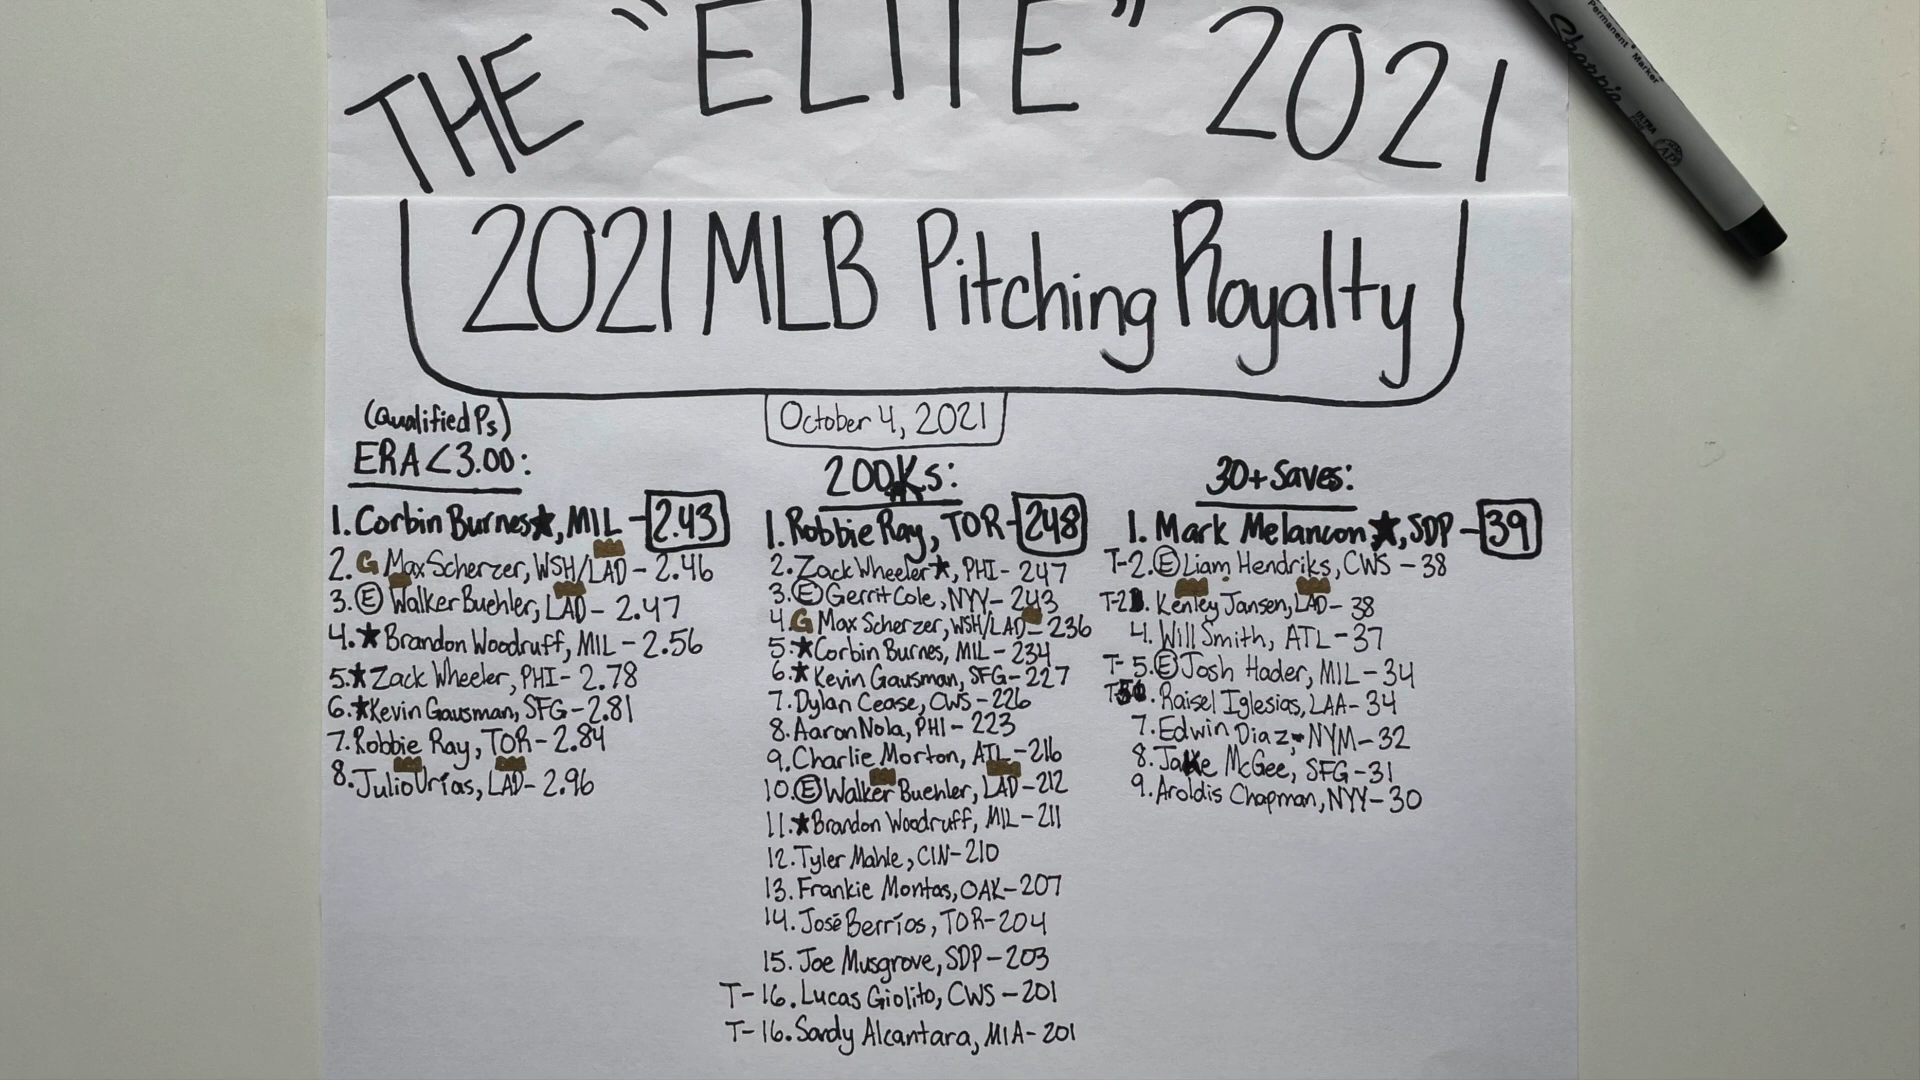 THE "ELITE" 2021
2021 MLB Pitching Royalty
October 4, 2021
(Qualified Ps)
ERA<3.00:
1. Corbin Burnes★, MIL - 2.43
2. G Max Scherzer, WSH/LAD - 2.46
3. Ⓔ Walker Buehler, LAD - 2.47
4. ★ Brandon Woodruff, MIL - 2.56
5. ★ Zack Wheeler, PHI - 2.78
6. ★ Kevin Gausman, SFG - 2.81
7. Robbie Ray, TOR - 2.84
8. Julio Urías, LAD - 2.96
200Ks:
1. Robbie Ray, TOR - 248
2. Zack Wheeler★, PHI - 247
3. Ⓔ Gerrit Cole, NYY - 243
4. G Max Scherzer, WSH/LAD - 236
5. ★ Corbin Burnes, MIL - 234
6. ★ Kevin Gausman, SFG - 227
7. Dylan Cease, CWS - 226
8. Aaron Nola, PHI - 223
9. Charlie Morton, ATL - 216
10. Ⓔ Walker Buehler, LAD - 212
11. ★ Brandon Woodruff, MIL - 211
12. Tyler Mahle, CIN - 210
13. Frankie Montas, OAK - 207
14. José Berríos, TOR - 204
15. Joe Musgrove, SDP - 203
T-16. Lucas Giolito, CWS - 201
T-16. Sandy Alcantara, MIA - 201
30+ Saves:
1. Mark Melancon★, SDP - 39
T-2. Ⓔ Liam Hendriks, CWS - 38
T-2. Kenley Jansen, LAD - 38
4. Will Smith, ATL - 37
T-5. Ⓔ Josh Hader, MIL - 34
T-5. Raisel Iglesias, LAA - 34
7. Edwin Diaz, NYM - 32
8. Jake McGee, SFG - 31
9. Aroldis Chapman, NYY - 30
Permanent Marker
Sharpie
ULTRA FINE
AP